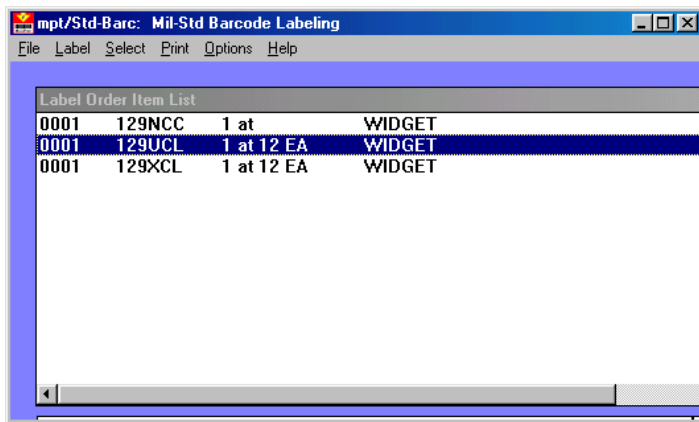 mpt/Std-Barc: Mil-Std Barcode Labeling
File Label Select Print Options Help
Label Order Item List
0001 129NCC 1 at WIDGET
0001 129UCL 1 at 12 EA WIDGET
0001 129XCL 1 at 12 EA WIDGET